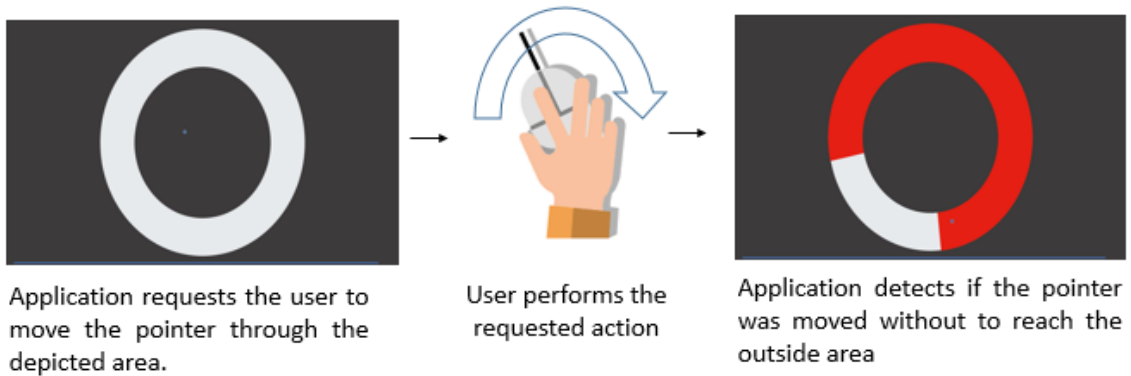 Application requests the user to
move the pointer through the
depicted area.
User performs the
requested action
Application detects if the pointer
was moved without to reach the
outside area